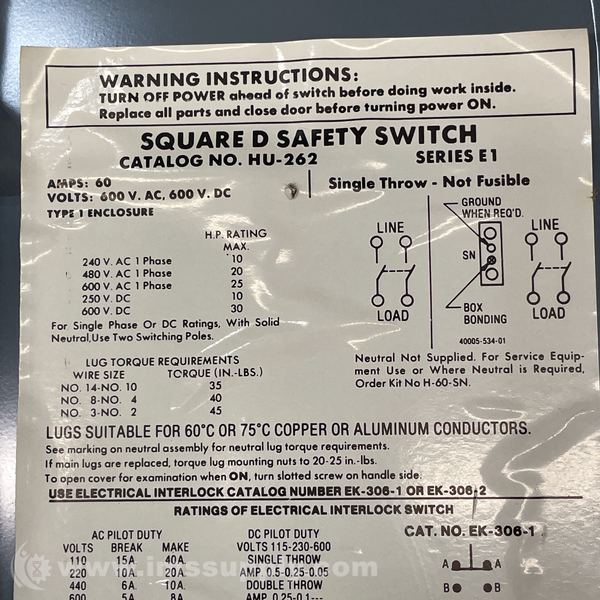 WARNING INSTRUCTIONS:
TURN OFF POWER ahead of switch before doing work inside.
Replace all parts and close door before turning power ON.
SQUARE D SAFETY SWITCH
CATALOG NO. HU-262 SERIES E1
AMPS: 60
VOLTS: 600 V. AC, 600 V. DC
TYPE 1 ENCLOSURE
H.P. RATING
MAX.
240 V. AC 1 Phase 10
480 V. AC 1 Phase 20
600 V. AC 1 Phase 25
250 V. DC 10
600 V. DC 30
For Single Phase Or DC Ratings, With Solid
Neutral, Use Two Switching Poles.
LUG TORQUE REQUIREMENTS
WIRE SIZE TORQUE (IN.-LBS.)
NO. 14-NO. 10 35
NO. 8-NO. 4 40
NO. 3-NO. 2 45
Single Throw - Not Fusible
GROUND
WHEN REQ'D.
LINE
LINE
SN
LOAD
BOX
BONDING
LOAD
40005-534-01
Neutral Not Supplied. For Service Equip-
ment Use or Where Neutral is Required,
Order Kit No H-60-SN.
LUGS SUITABLE FOR 60°C OR 75°C COPPER OR ALUMINUM CONDUCTORS.
See marking on neutral assembly for neutral lug torque requirements.
If main lugs are replaced, torque lug mounting nuts to 20-25 in.-lbs.
To open cover for examination when ON, turn slotted screw on handle side.
USE ELECTRICAL INTERLOCK CATALOG NUMBER EK-306-1 OR EK-306-2
RATINGS OF ELECTRICAL INTERLOCK SWITCH
AC PILOT DUTY DC PILOT DUTY CAT. NO. EK-306-1
VOLTS BREAK MAKE VOLTS 115-230-600
110 15A. 40A. SINGLE THROW A A
220 10A. 20A. AMP. 0.5-0.25-0.05
440 6A. 10A. DOUBLE THROW B B
600 5A. 8A. AMP. 0.25-0.1